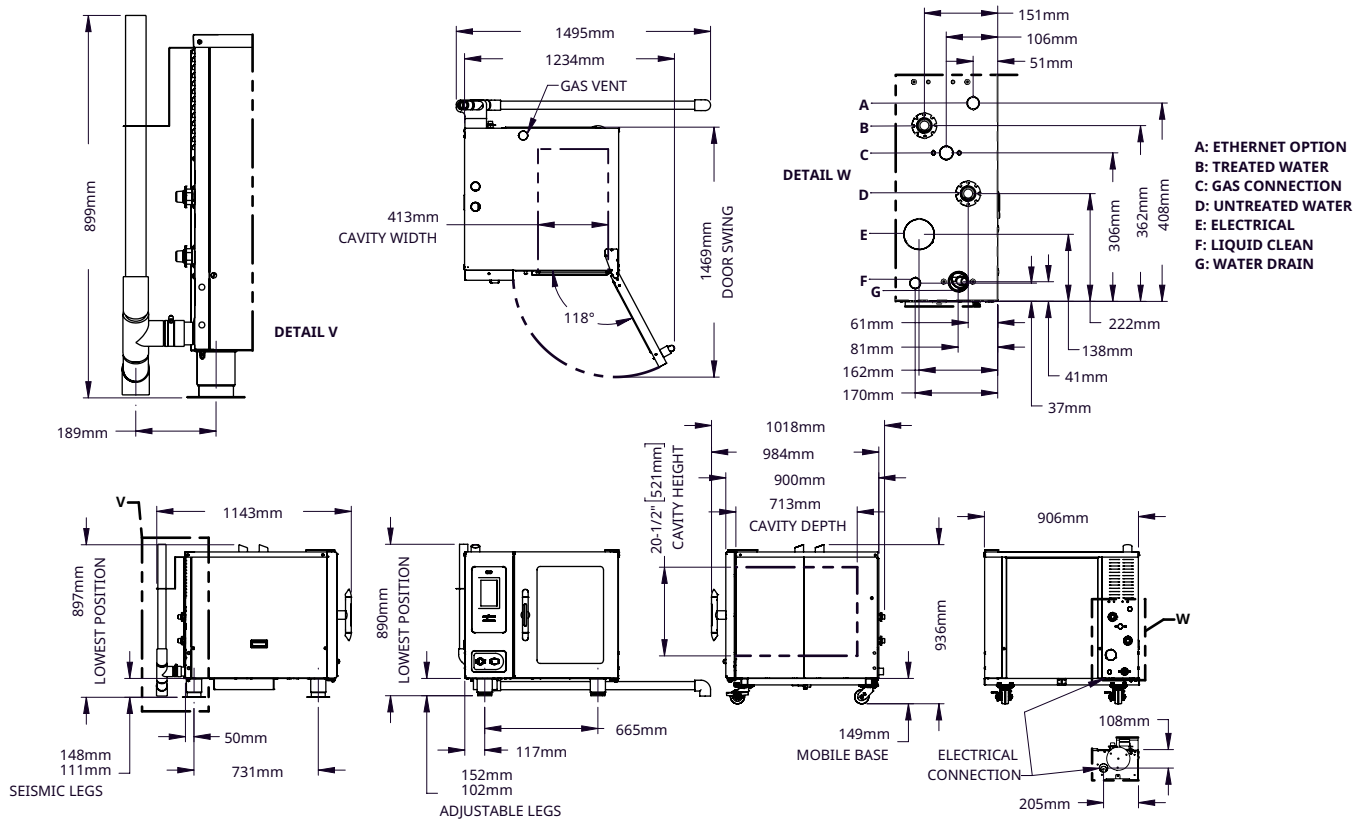 899mm
189mm
DETAIL V
1495mm
1234mm
GAS VENT
413mm
CAVITY WIDTH
118°
1469mm
DOOR SWING
151mm
106mm
51mm
A
B
C
DETAIL W
D
E
F
G
306mm
362mm
408mm
61mm
81mm
162mm
170mm
222mm
138mm
41mm
37mm
A: ETHERNET OPTION
B: TREATED WATER
C: GAS CONNECTION
D: UNTREATED WATER
E: ELECTRICAL
F: LIQUID CLEAN
G: WATER DRAIN
V
1143mm
897mm
LOWEST POSITION
50mm
148mm
111mm
731mm
SEISMIC LEGS
890mm
LOWEST POSITION
665mm
117mm
152mm
102mm
ADJUSTABLE LEGS
1018mm
984mm
900mm
713mm
CAVITY DEPTH
20-1/2" [521mm]
CAVITY HEIGHT
936mm
149mm
MOBILE BASE
906mm
W
ELECTRICAL
CONNECTION
108mm
205mm